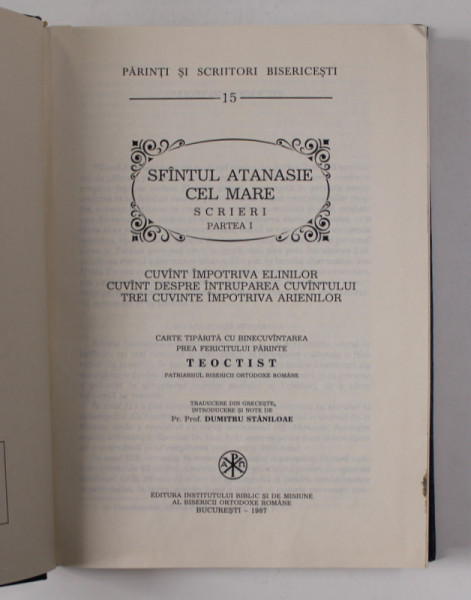 PĂRINȚI ȘI SCRIITORI BISERICEȘTI
15
SFÎNTUL ATANASIE
CEL MARE
SCRIERI
PARTEA I
CUVÎNT ÎMPOTRIVA ELINILOR
CUVÎNT DESPRE ÎNTRUPAREA CUVÎNTULUI
TREI CUVINTE ÎMPOTRIVA ARIENILOR
CARTE TIPĂRITĂ CU BINECUVÎNTAREA
PREA FERICITULUI PĂRINTE
TEOCTIST
PATRIARHUL BISERICII ORTODOXE ROMÂNE
TRADUCERE DIN GRECEȘTE,
INTRODUCERE ȘI NOTE DE
Pr. Prof. DUMITRU STĂNILOAE
EDITURA INSTITUTULUI BIBLIC ȘI DE MISIUNE
AL BISERICII ORTODOXE ROMÂNE
BUCUREȘTI - 1987